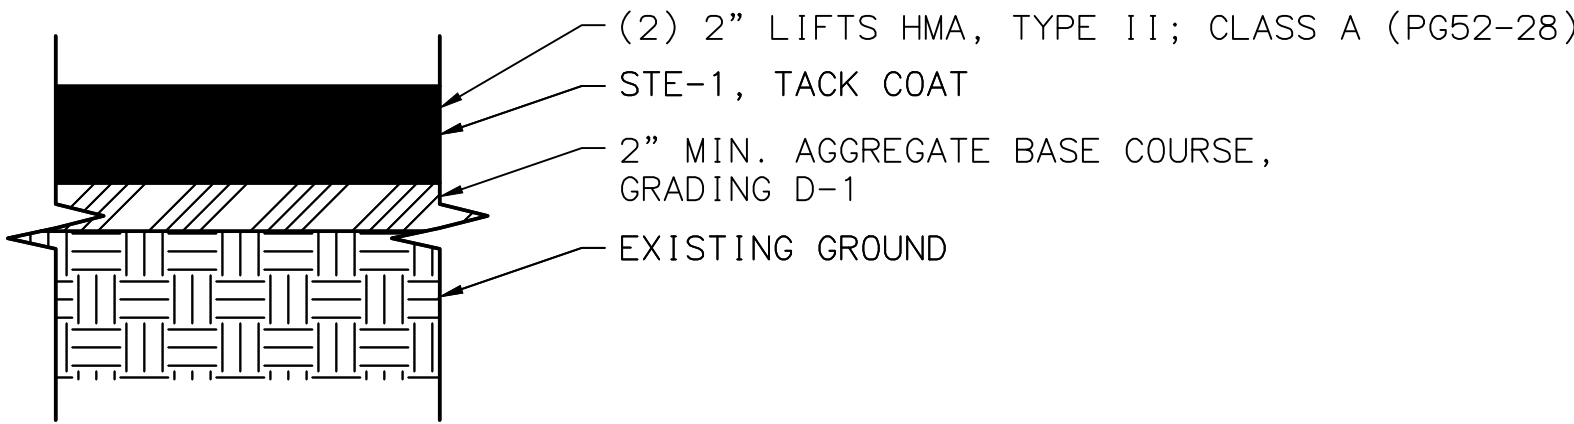 (2) 2" LIFTS HMA, TYPE II; CLASS A (PG52-28)
STE-1, TACK COAT
2" MIN. AGGREGATE BASE COURSE,
GRADING D-1
EXISTING GROUND